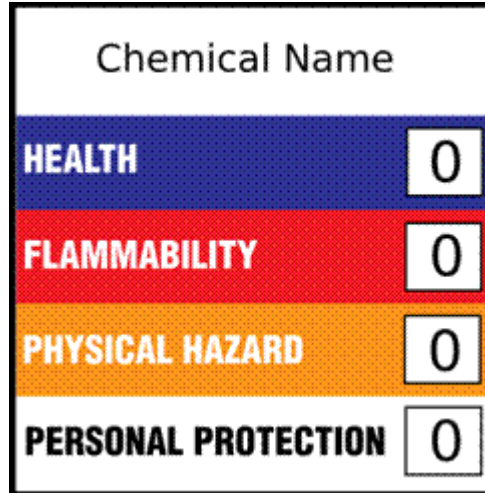 Chemical Name
HEALTH 0
FLAMMABILITY 0
PHYSICAL HAZARD 0
PERSONAL PROTECTION 0